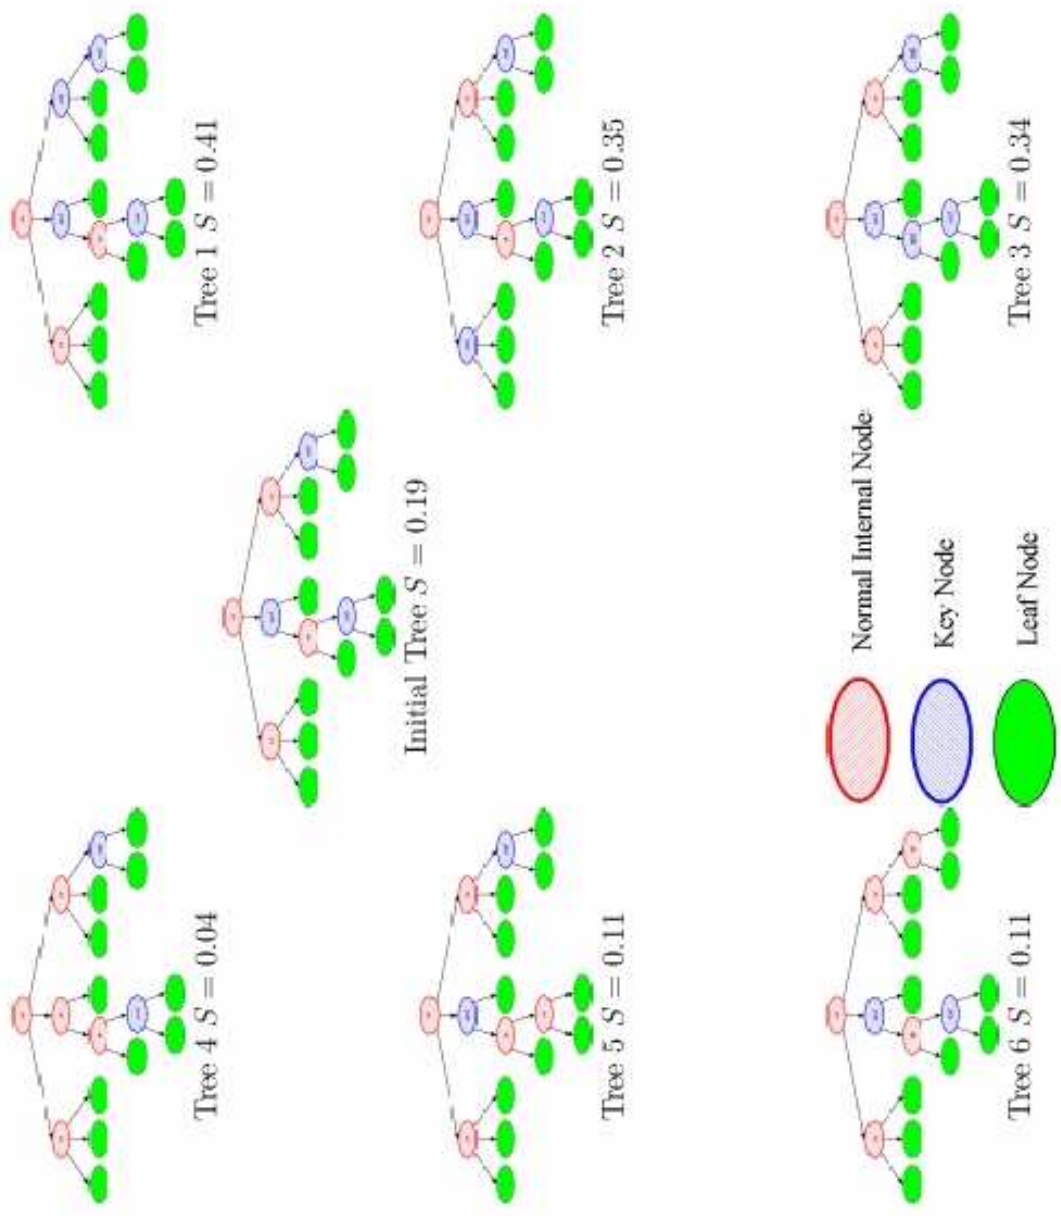 Tree 1 S = 0.41
Tree 2 S = 0.35
Tree 3 S = 0.34
Initial Tree S = 0.19
Tree 4 S = 0.04
Tree 5 S = 0.11
Tree 6 S = 0.11
Normal Internal Node
Key Node
Leaf Node